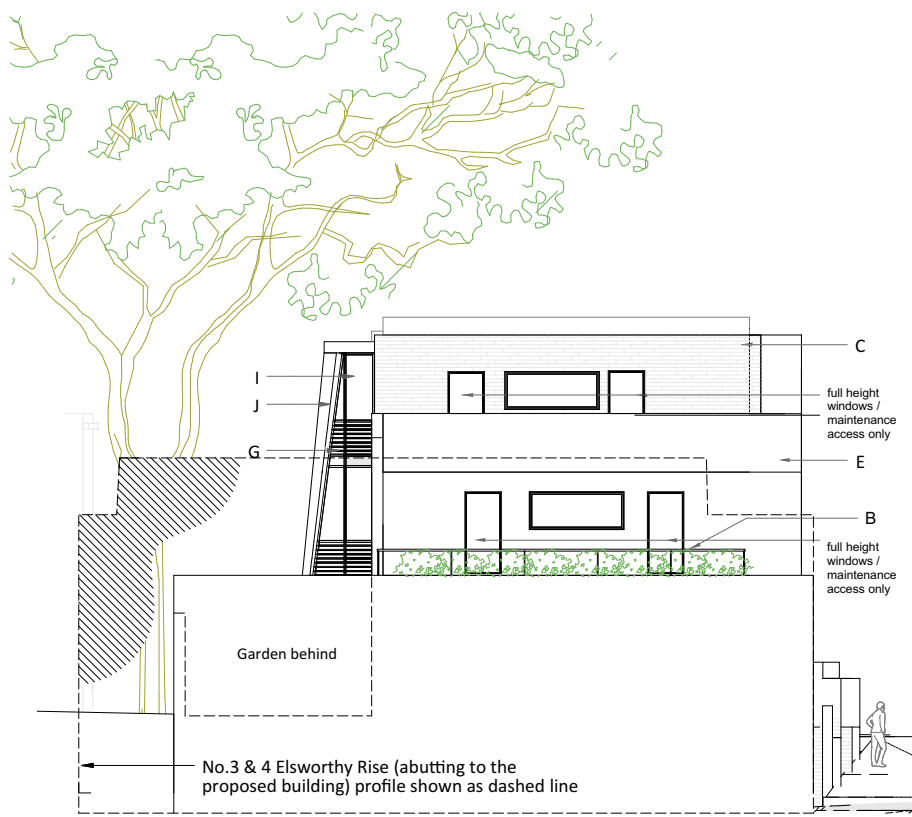 C
I
full height
windows /
maintenance
access only
J
G
E
B
full height
windows /
maintenance
access only
Garden behind
No.3 & 4 Elsworthy Rise (abutting to the
proposed building) profile shown as dashed line